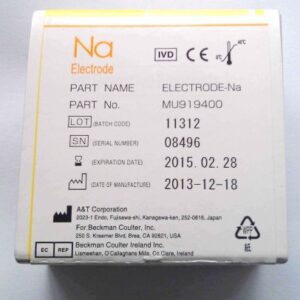 Na
Electrode
IVD CE
PART NAME ELECTRODE-Na
PART No. MU919400
LOT (BATCH CODE) 11312
SN (SERIAL NUMBER) 08496
(EXPIRATION DATE) 2015.02.28
(DATE OF MANUFACTURE) 2013-12-18
A&T Corporation
2023-1 Endo, Fujisawa-shi, Kanagawa-ken, 252-0816, Japan
For:Beckman Coulter, Inc.
250 S. Kraemer Blvd, Brea, CA 92821, USA
EC REP Beckman Coulter Ireland Inc.
Lismeehan, O'Callaghans Mills, Co.Clare, Ireland
紙